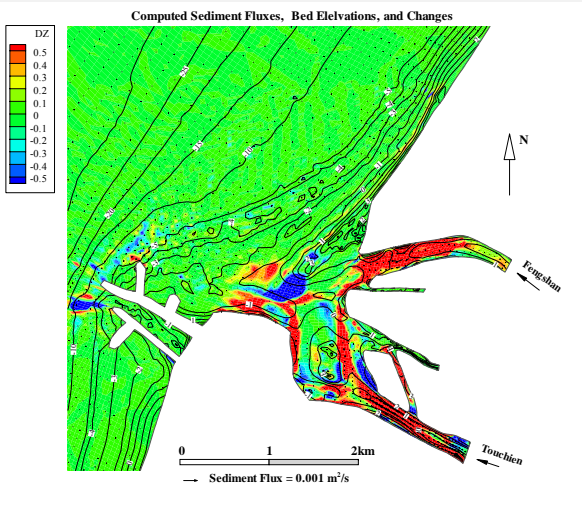 Computed Sediment Fluxes, Bed Elelvations, and Changes
DZ
0.5
0.4
0.3
0.2
0.1
0
-0.1
-0.2
-0.3
-0.4
-0.5
N
Fengshan
Touchien
0 1 2km
Sediment Flux = 0.001 m²/s